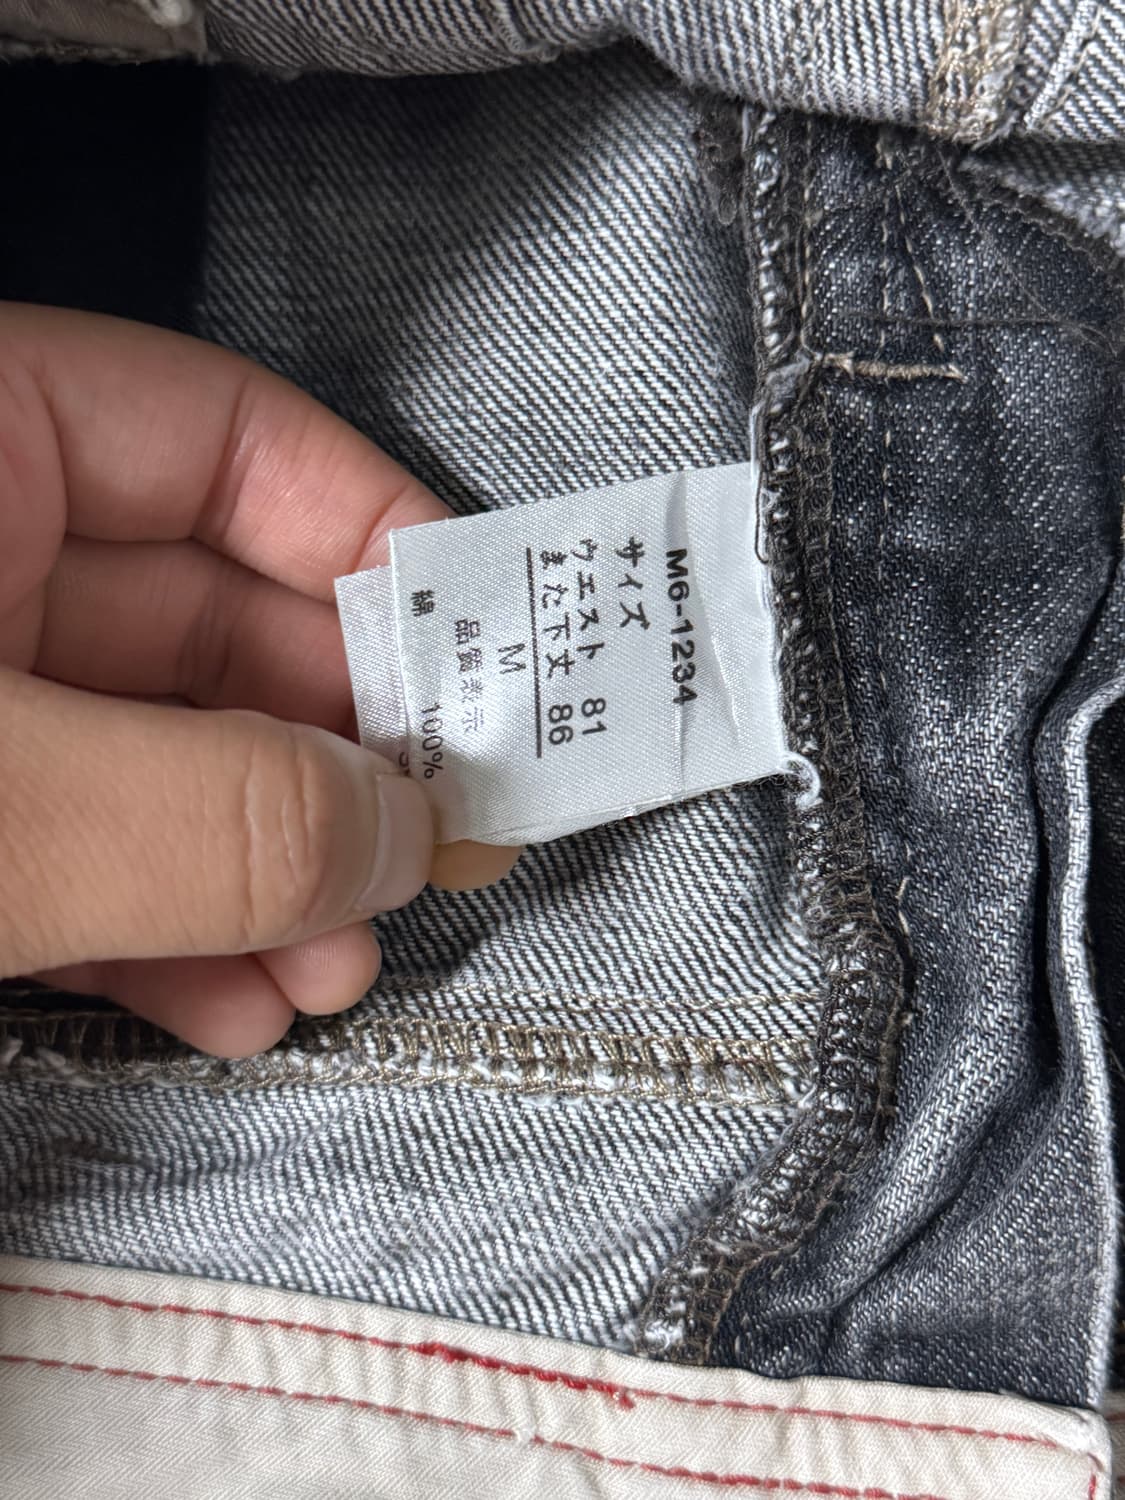 M6-1234
サイズ
ウエスト 81
また下丈 86
M
品質表示
綿 100%